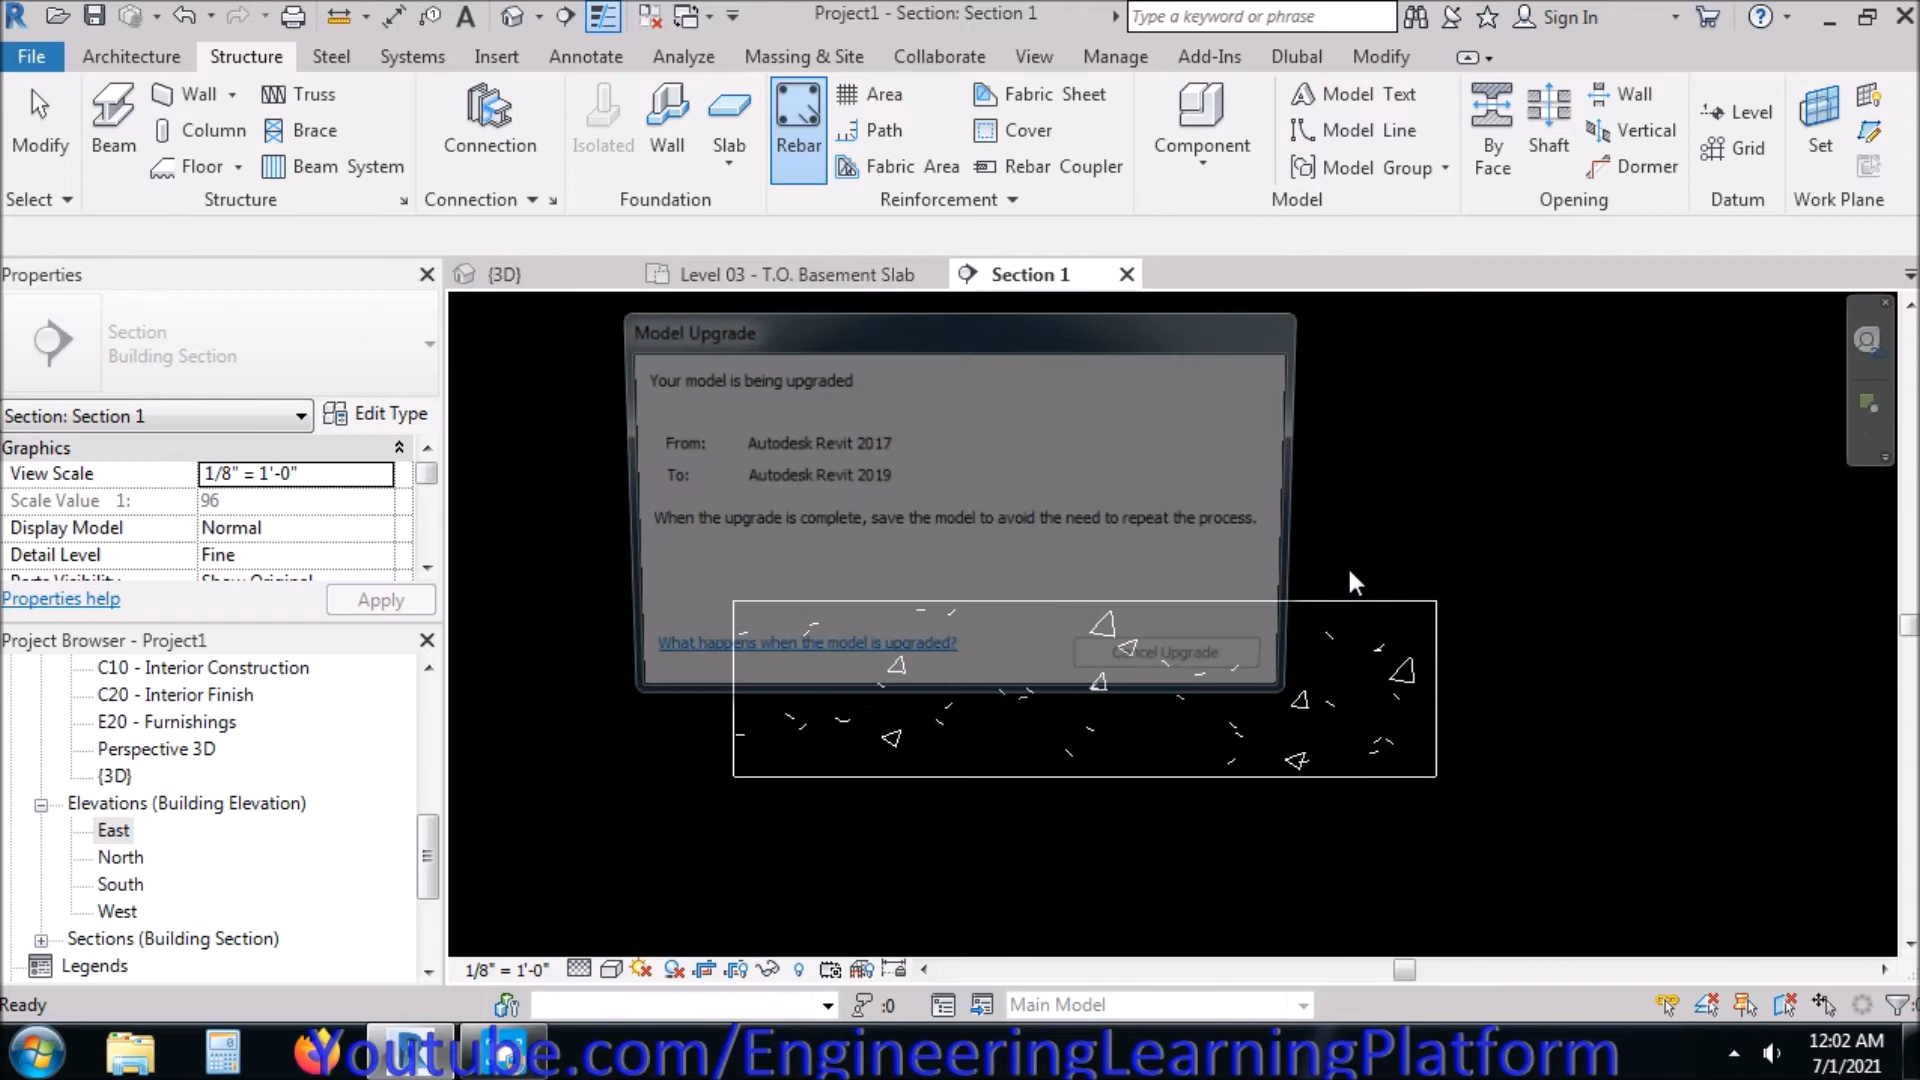 Project1 - Section: Section 1
Type a keyword or phrase
Sign In
File
Architecture
Structure
Steel
Systems
Insert
Annotate
Analyze
Massing & Site
Collaborate
View
Manage
Add-Ins
Dlubal
Modify
Modify
Beam
Wall
Column
Floor
Truss
Brace
Beam System
Connection
Isolated
Wall
Slab
Rebar
Area
Path
Fabric Area
Fabric Sheet
Cover
Rebar Coupler
Component
Model Text
Model Line
Model Group
By Face
Shaft
Wall
Vertical
Dormer
Level
Grid
Set
Select
Structure
Connection
Foundation
Reinforcement
Model
Opening
Datum
Work Plane
Properties
{3D}
Level 03 - T.O. Basement Slab
Section 1
Section
Building Section
Section: Section 1
Edit Type
Graphics
View Scale 1/8" = 1'-0"
Scale Value 1: 96
Display Model Normal
Detail Level Fine
Parts Visibility Show Original
Properties help
Apply
Model Upgrade
Your model is being upgraded
From: Autodesk Revit 2017
To: Autodesk Revit 2019
When the upgrade is complete, save the model to avoid the need to repeat the process.
What happens when the model is upgraded?
Cancel Upgrade
Project Browser - Project1
C10 - Interior Construction
C20 - Interior Finish
E20 - Furnishings
Perspective 3D
{3D}
Elevations (Building Elevation)
East
North
South
West
Sections (Building Section)
Legends
1/8" = 1'-0"
Ready
:0
Main Model
Youtube.com/EngineeringLearningPlatform
12:02 AM
7/1/2021